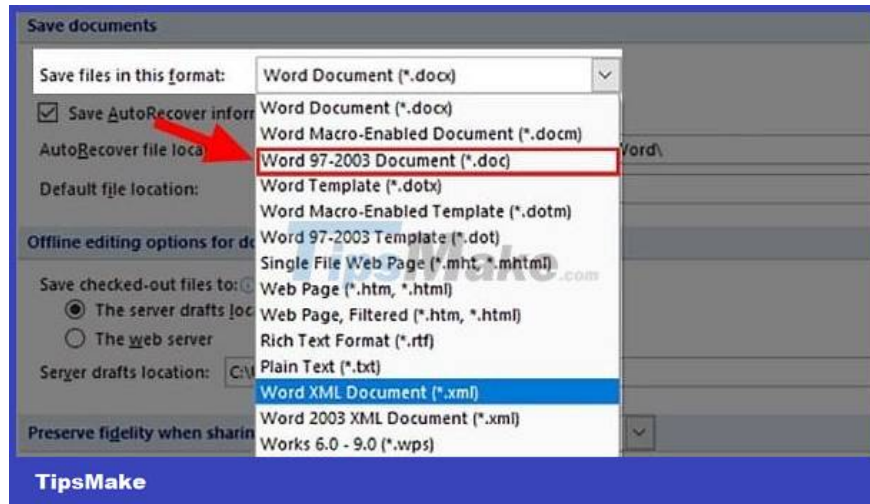 Save documents
Save files in this format: Word Document (*.docx)
Save AutoRecover infor
Word Document (*.docx)
Word Macro-Enabled Document (*.docm)
AutoRecover file loca
Word\
Word 97-2003 Document (*.doc)
Default file location:
Word Template (*.dotx)
Word Macro-Enabled Template (*.dotm)
Offline editing options for do
Word 97-2003 Template (*.dot)
TipsMake.com
Single File Web Page (*.mht, *.mhtml)
Save checked-out files to:
Web Page (*.htm, *.html)
The server drafts loc
Web Page, Filtered (*.htm, *.html)
The web server
Rich Text Format (*.rtf)
Server drafts location: C:\
Plain Text (*.txt)
Word XML Document (*.xml)
Word 2003 XML Document (*.xml)
Preserve fidelity when sharin
Works 6.0 - 9.0 (*.wps)
TipsMake